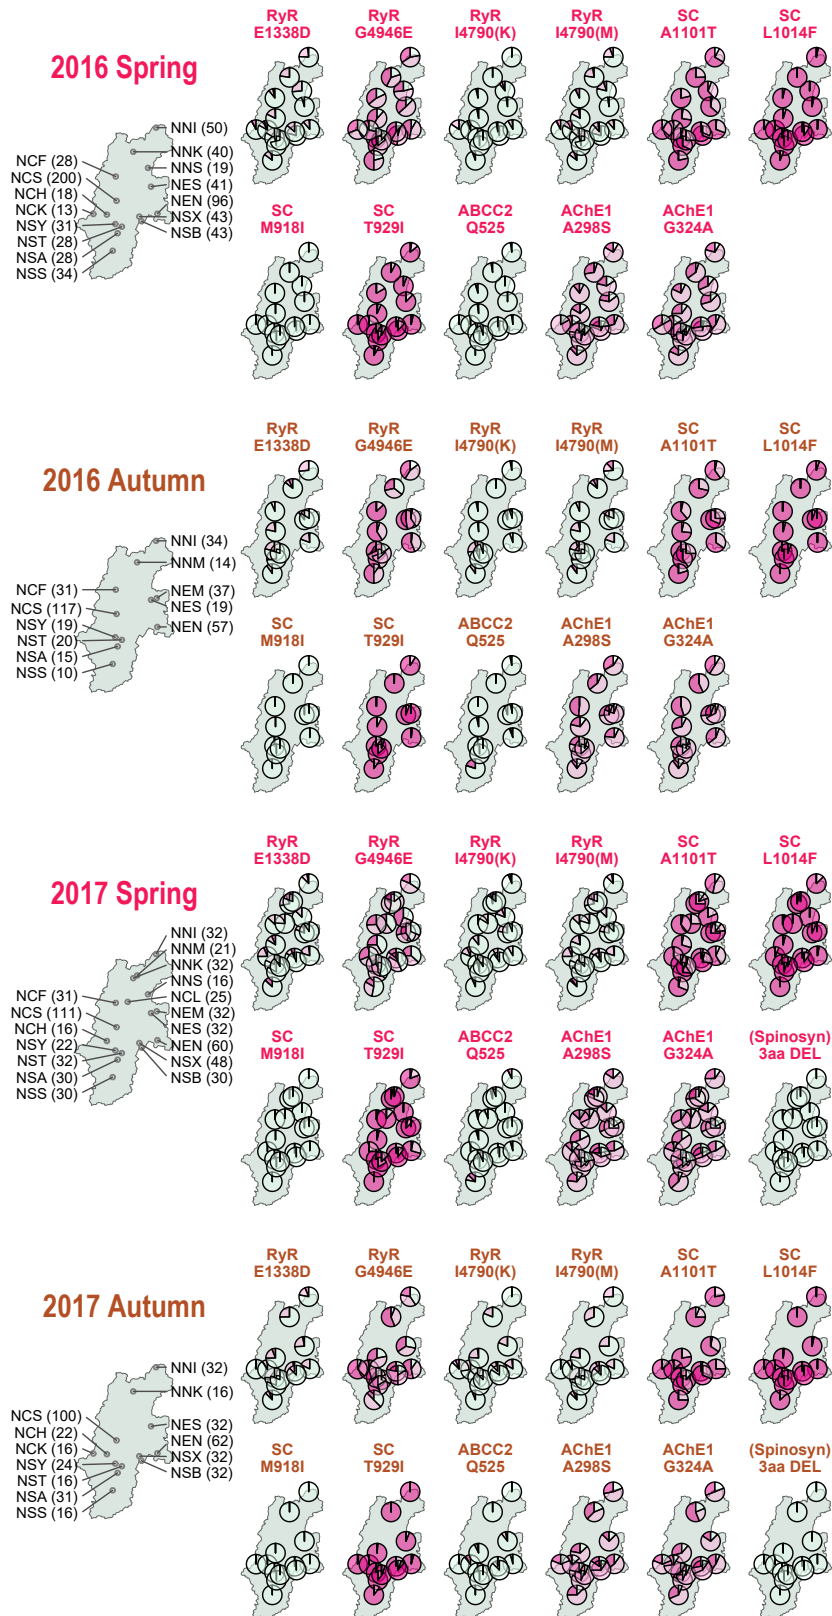 RyR RyR RyR RyR SC SC
E1338D G4946E I4790(K) I4790(M) A1101T L1014F
2016 Spring
NNI (50)
NNK (40)
NNS (19)
NES (41)
NEN (96)
NSX (43)
NSB (43)
NCF (28)
NCS (200)
NCH (18)
NCK (13)
NSY (31)
NST (28)
NSA (28)
NSS (34)
SC SC ABCC2 AChE1 AChE1
M918I T929I Q525 A298S G324A
RyR RyR RyR RyR SC SC
E1338D G4946E I4790(K) I4790(M) A1101T L1014F
2016 Autumn
NNI (34)
NNM (14)
NEM (37)
NES (19)
NEN (57)
NCF (31)
NCS (117)
NSY (19)
NST (20)
NSA (15)
NSS (10)
SC SC ABCC2 AChE1 AChE1
M918I T929I Q525 A298S G324A
RyR RyR RyR RyR SC SC
E1338D G4946E I4790(K) I4790(M) A1101T L1014F
2017 Spring
NNI (32)
NNM (21)
NNK (32)
NNS (16)
NCL (25)
NEM (32)
NES (32)
NEN (60)
NSX (48)
NSB (30)
NCF (31)
NCS (111)
NCH (16)
NSY (22)
NST (32)
NSA (30)
NSS (30)
SC SC ABCC2 AChE1 AChE1 (Spinosyn)
M918I T929I Q525 A298S G324A 3aa DEL
RyR RyR RyR RyR SC SC
E1338D G4946E I4790(K) I4790(M) A1101T L1014F
2017 Autumn
NNI (32)
NNK (16)
NES (32)
NEN (62)
NSX (32)
NSB (32)
NCS (100)
NCH (22)
NCK (16)
NSY (24)
NST (16)
NSA (31)
NSS (16)
SC SC ABCC2 AChE1 AChE1 (Spinosyn)
M918I T929I Q525 A298S G324A 3aa DEL